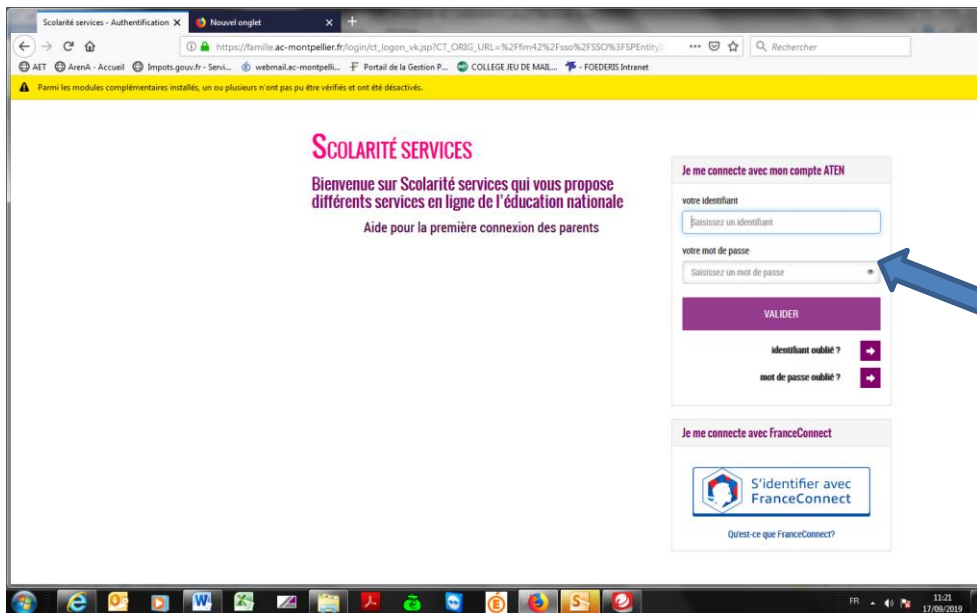 Scolarité services - Authentification
Nouvel onglet
https://famille.ac-montpellier.fr/login/ct_logon_vk.jsp?CT_ORIG_URL=%2Ffim42%2Fsso%2FSSO%3FSPEntity
Rechercher
AET ArenA - Accueil Impots.gouv.fr - Servi... webmail.ac-montpelli... Portail de la Gestion P... COLLEGE JEU DE MAIL... - FOEDERIS Intranet
Parmi les modules complémentaires installés, un ou plusieurs n'ont pas pu être vérifiés et ont été désactivés.
SCOLARITÉ SERVICES
Bienvenue sur Scolarité services qui vous propose
différents services en ligne de l'éducation nationale
Aide pour la première connexion des parents
Je me connecte avec mon compte ATEN
votre identifiant
Saisissez un identifiant
votre mot de passe
Saisissez un mot de passe
VALIDER
identifiant oublié ?
mot de passe oublié ?
Je me connecte avec FranceConnect
S'identifier avec
FranceConnect
Qu'est-ce que FranceConnect?
FR
11:21
17/09/2019